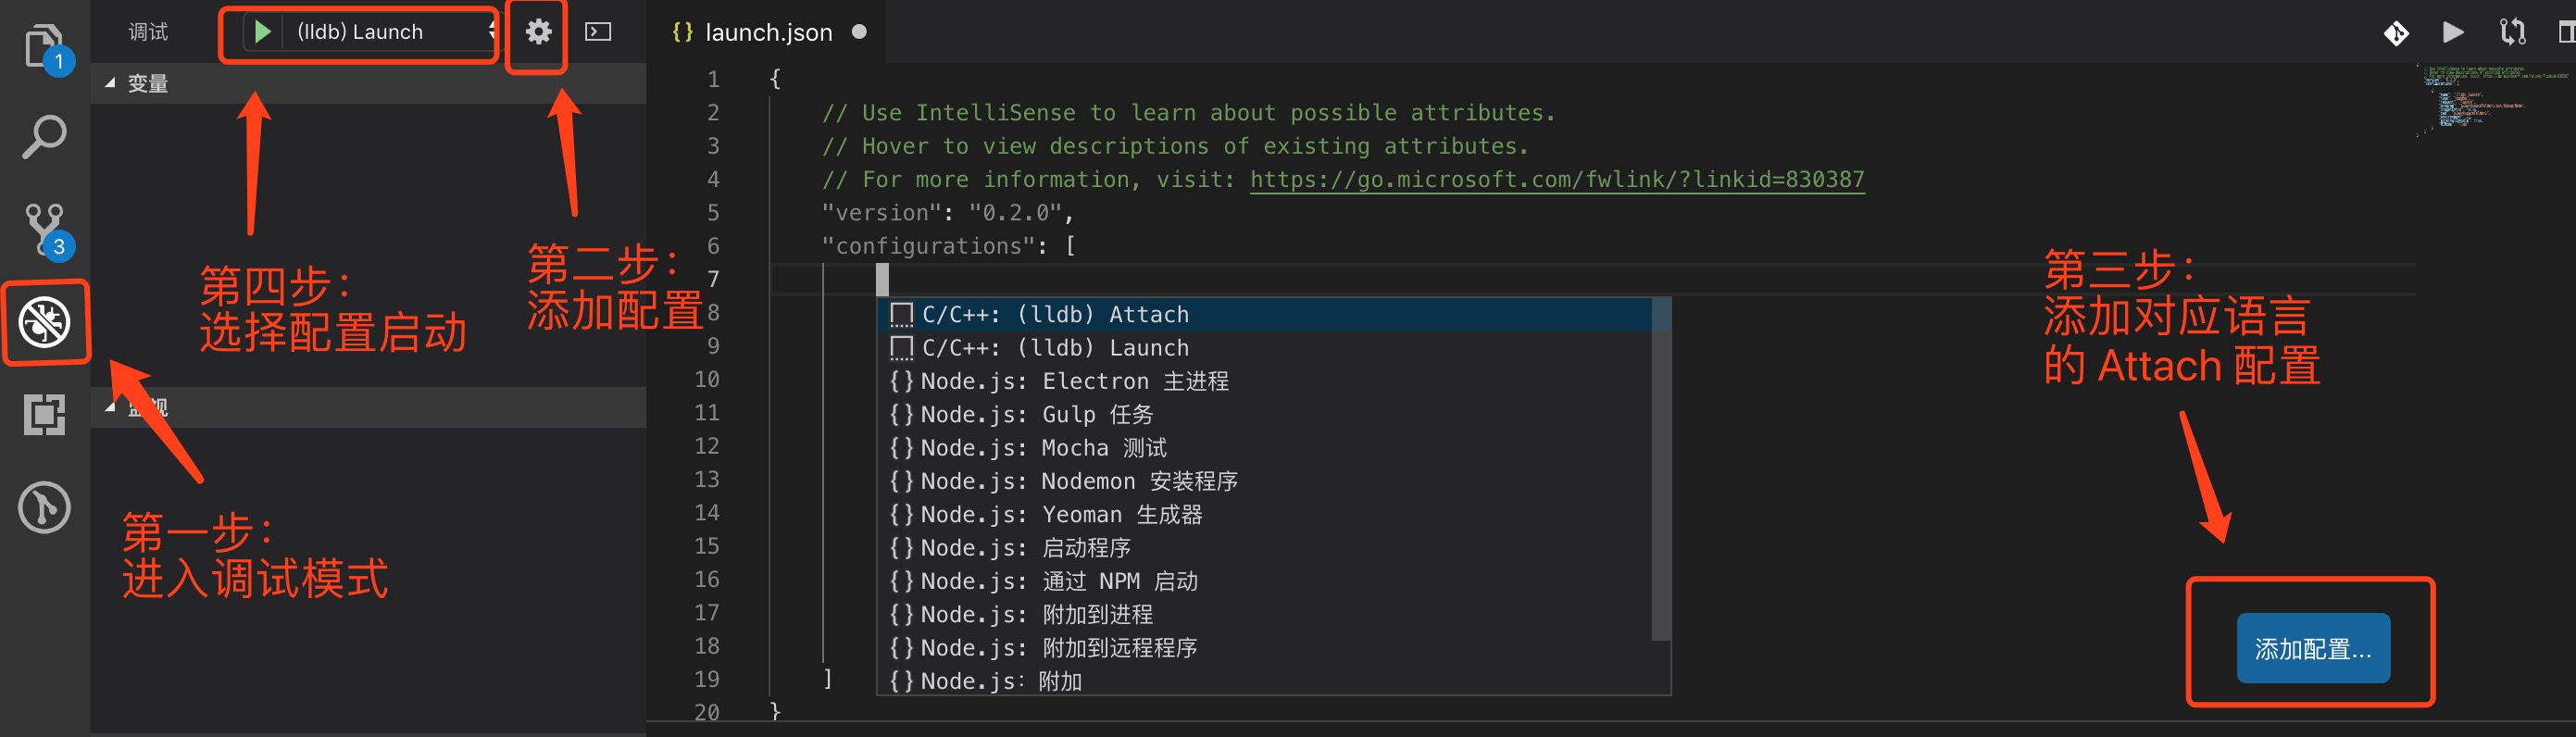 调试
(lldb) Launch
launch.json
1
变量
3
1 {
2 // Use IntelliSense to learn about possible attributes.
3 // Hover to view descriptions of existing attributes.
4 // For more information, visit: https://go.microsoft.com/fwlink/?linkid=830387
5 "version": "0.2.0",
6 "configurations": [
7
8 C/C++: (lldb) Attach
9 C/C++: (lldb) Launch
10 {} Node.js: Electron 主进程
11 {} Node.js: Gulp 任务
12 {} Node.js: Mocha 测试
13 {} Node.js: Nodemon 安装程序
14 {} Node.js: Yeoman 生成器
15 {} Node.js: 启动程序
16 {} Node.js: 通过 NPM 启动
17 {} Node.js: 附加到进程
18 {} Node.js: 附加到远程程序
19 ] {} Node.js: 附加
20 }
第四步:
选择配置启动
第二步:
添加配置
监视
第一步:
进入调试模式
第三步:
添加对应语言
的 Attach 配置
添加配置...